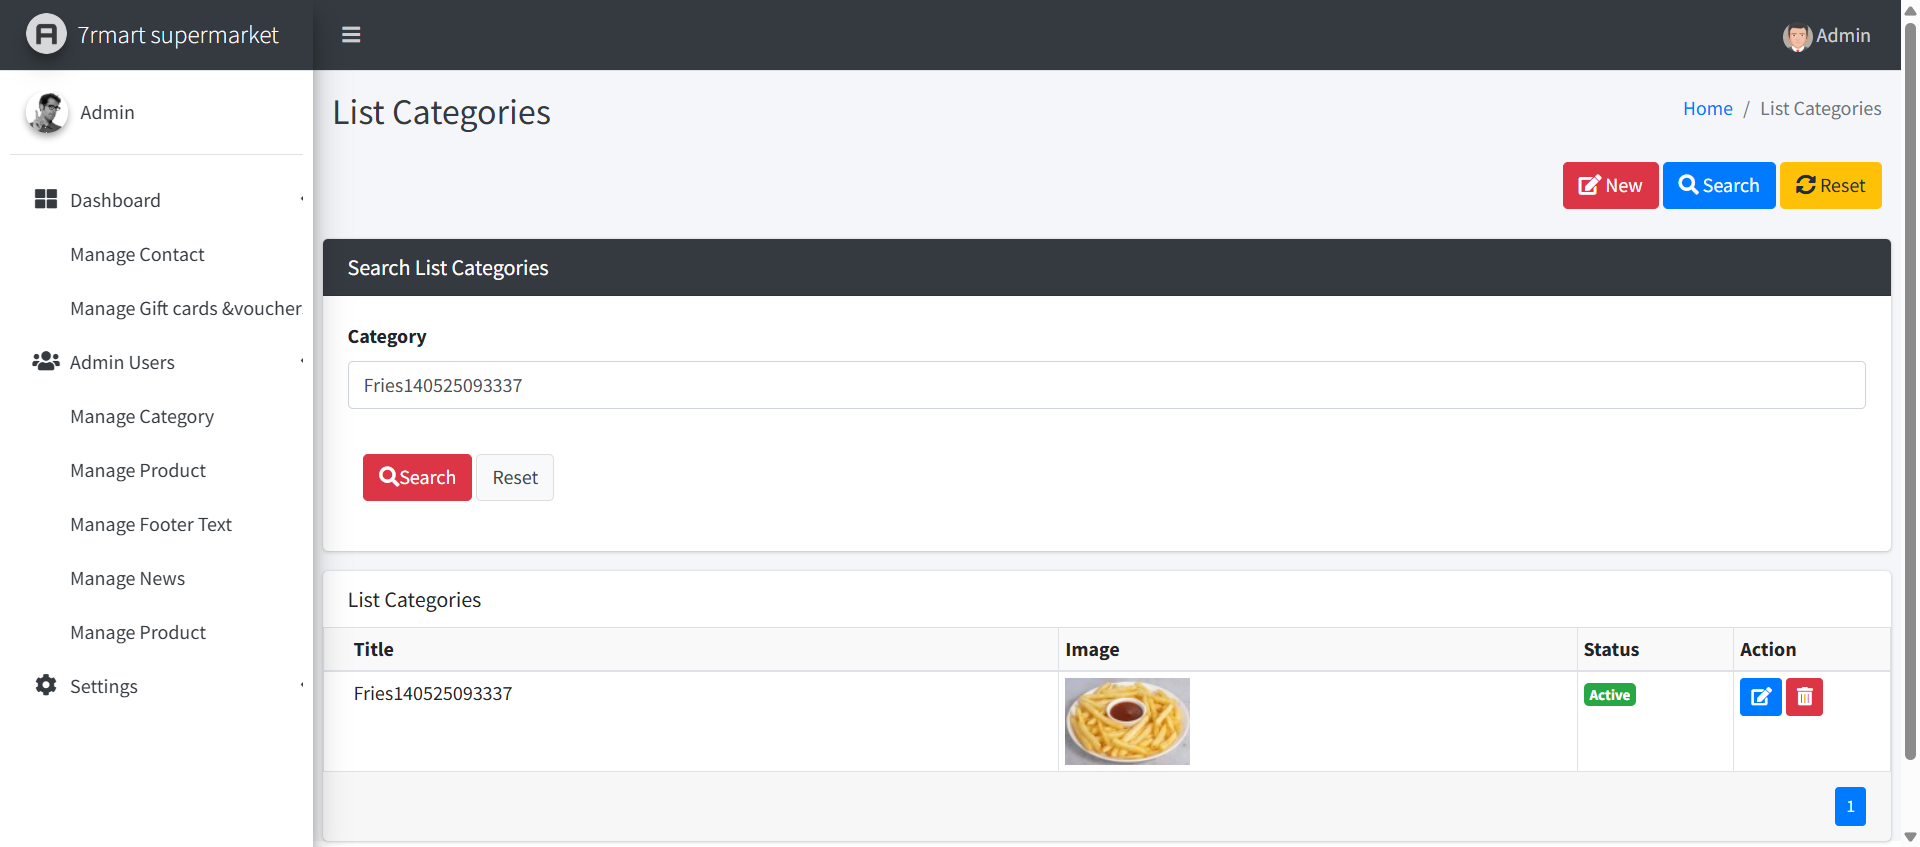 7rmart supermarket
Admin
Admin
List Categories
Home / List Categories
New
Search
Reset
Dashboard
Manage Contact
Manage Gift cards &voucher
Admin Users
Manage Category
Manage Product
Manage Footer Text
Manage News
Manage Product
Settings
Search List Categories
Category
Fries140525093337
Search
Reset
List Categories
Title Image Status Action
Fries140525093337 Active
1